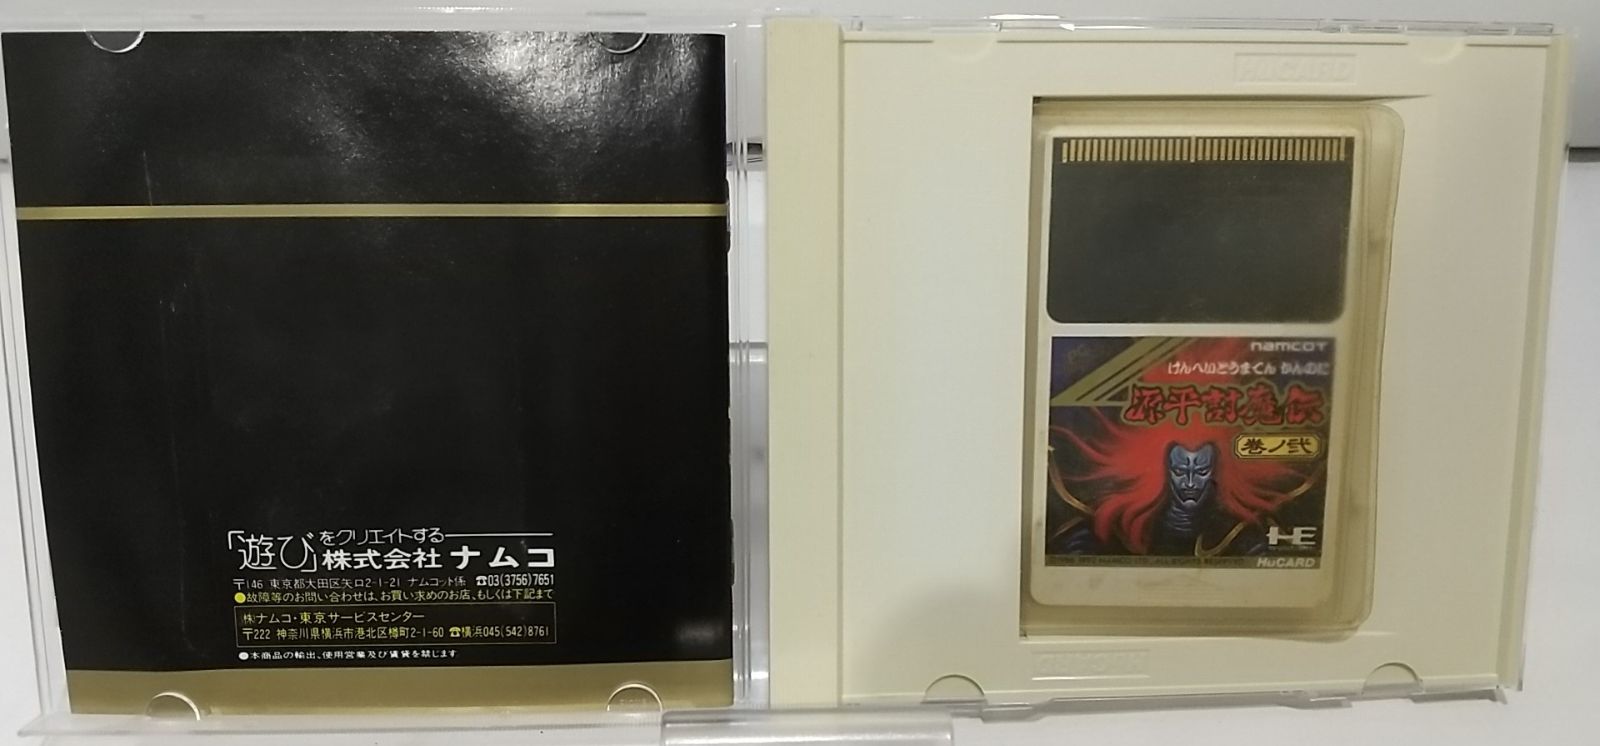 「遊び」をクリエイトする
株式会社 ナムコ
〒146 東京都大田区矢口2-1-21 ナムコット係 ☎03(3756)7651
●故障等のお問い合わせは、お買い求めのお店、もしくは下記まで
㈱ナムコ・東京サービスセンター
〒222 神奈川県横浜市港北区樽町2-1-60 ☎横浜045(542)8761
●本商品の輸出、使用営業及び賃貸を禁じます
HuCARD
namcot
げんぺいとうまでん かんのに
源平討魔伝
巻ノ弐
HE
HuCARD
HuCARD